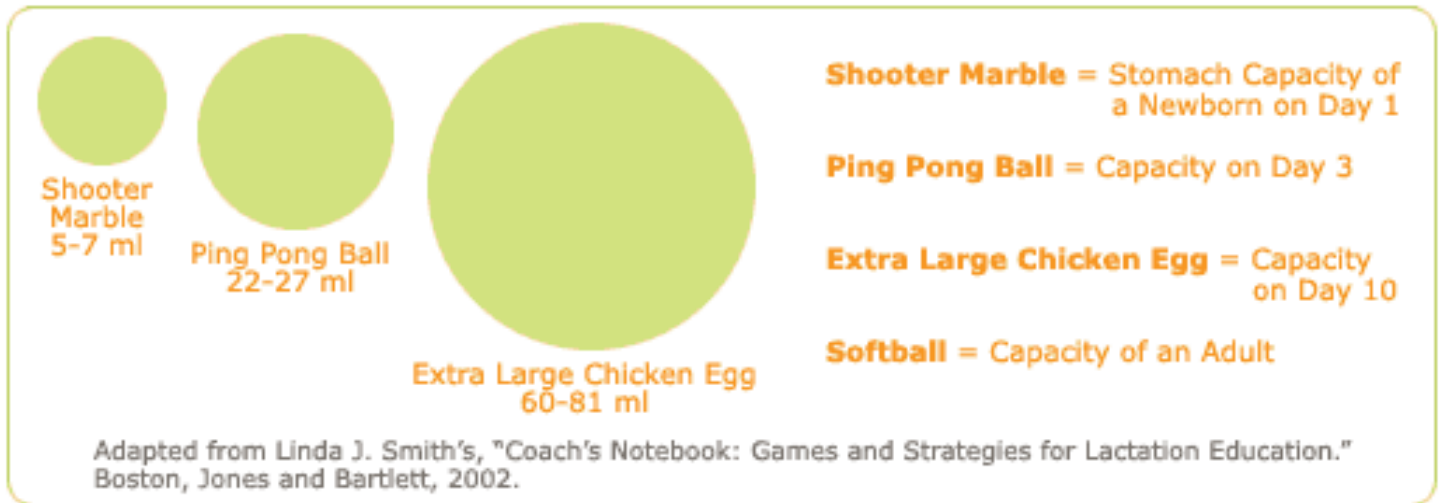 Shooter
Marble
5-7 ml
Ping Pong Ball
22-27 ml
Extra Large Chicken Egg
60-81 ml
Shooter Marble = Stomach Capacity of
a Newborn on Day 1
Ping Pong Ball = Capacity on Day 3
Extra Large Chicken Egg = Capacity
on Day 10
Softball = Capacity of an Adult
Adapted from Linda J. Smith's, "Coach's Notebook: Games and Strategies for Lactation Education."
Boston, Jones and Bartlett, 2002.